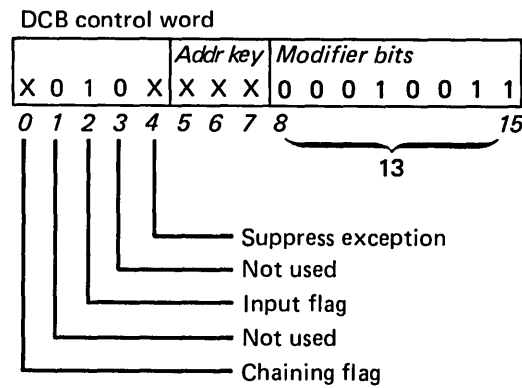 DCB control word
Addr key Modifier bits
X 0 1 0 X X X X 0 0 0 1 0 0 1 1
0 1 2 3 4 5 6 7 8 15
13
Suppress exception
Not used
Input flag
Not used
Chaining flag